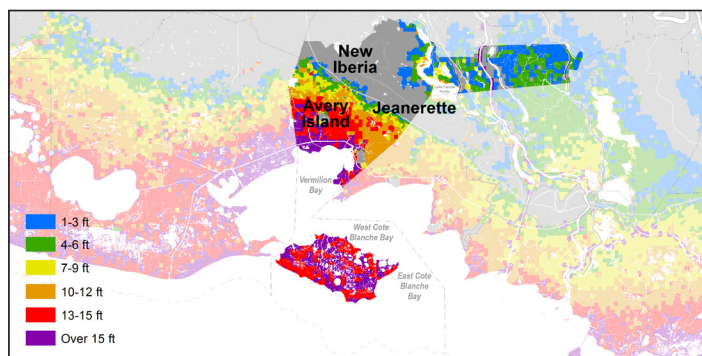 New
Iberia
Avery
Island
Jeanerette
Vermilion
Bay
West Cote
Blanche Bay
East Cote
Blanche
Bay
1-3 ft
4-6 ft
7-9 ft
10-12 ft
13-15 ft
Over 15 ft